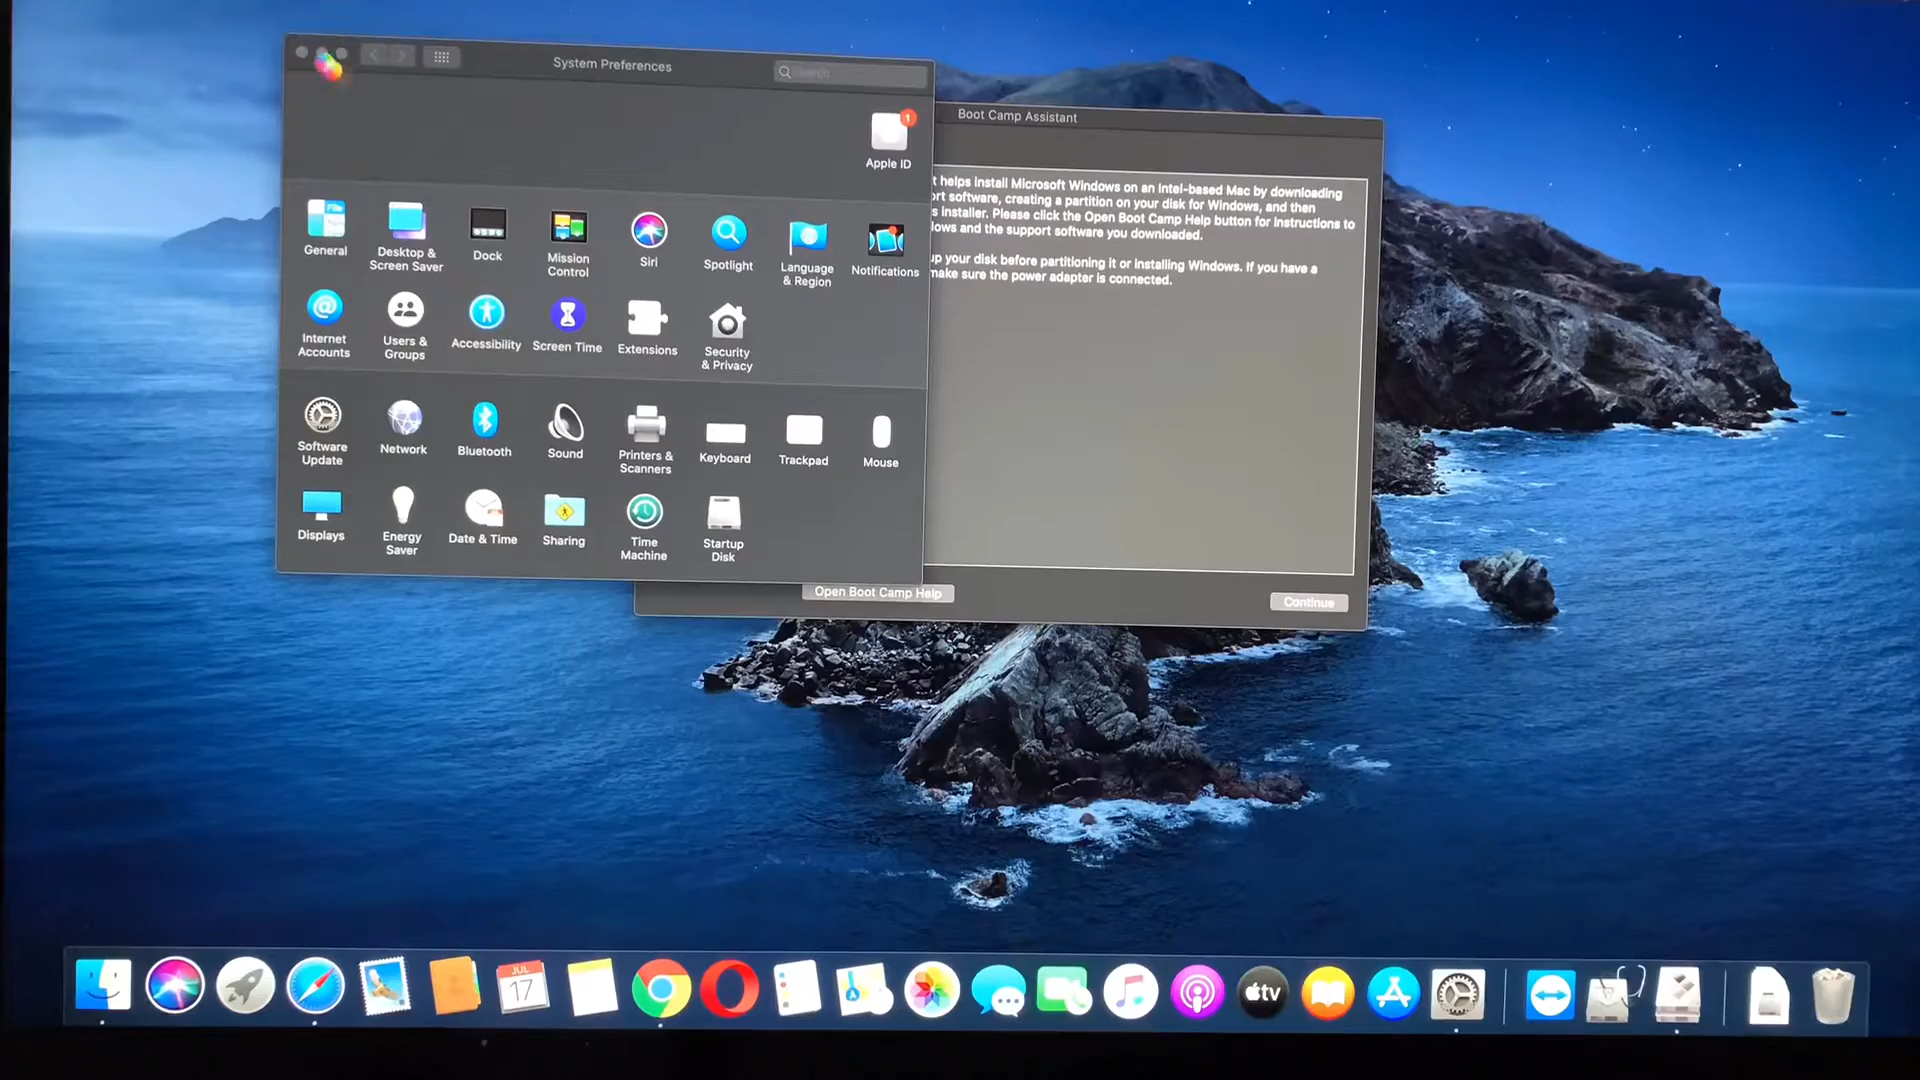 System Preferences
Search
1
Apple ID
General
Desktop &
Screen Saver
Dock
Mission
Control
Siri
Spotlight
Language
& Region
Notifications
Internet
Accounts
Users &
Groups
Accessibility
Screen Time
Extensions
Security
& Privacy
Software
Update
Network
Bluetooth
Sound
Printers &
Scanners
Keyboard
Trackpad
Mouse
Displays
Energy
Saver
Date & Time
Sharing
Time
Machine
Startup
Disk
Boot Camp Assistant
t helps install Microsoft Windows on an Intel-based Mac by downloading
ort software, creating a partition on your disk for Windows, and then
s installer. Please click the Open Boot Camp Help button for instructions to
lows and the support software you downloaded.
up your disk before partitioning it or installing Windows. If you have a
make sure the power adapter is connected.
Open Boot Camp Help
Continue
JUL
17
tv